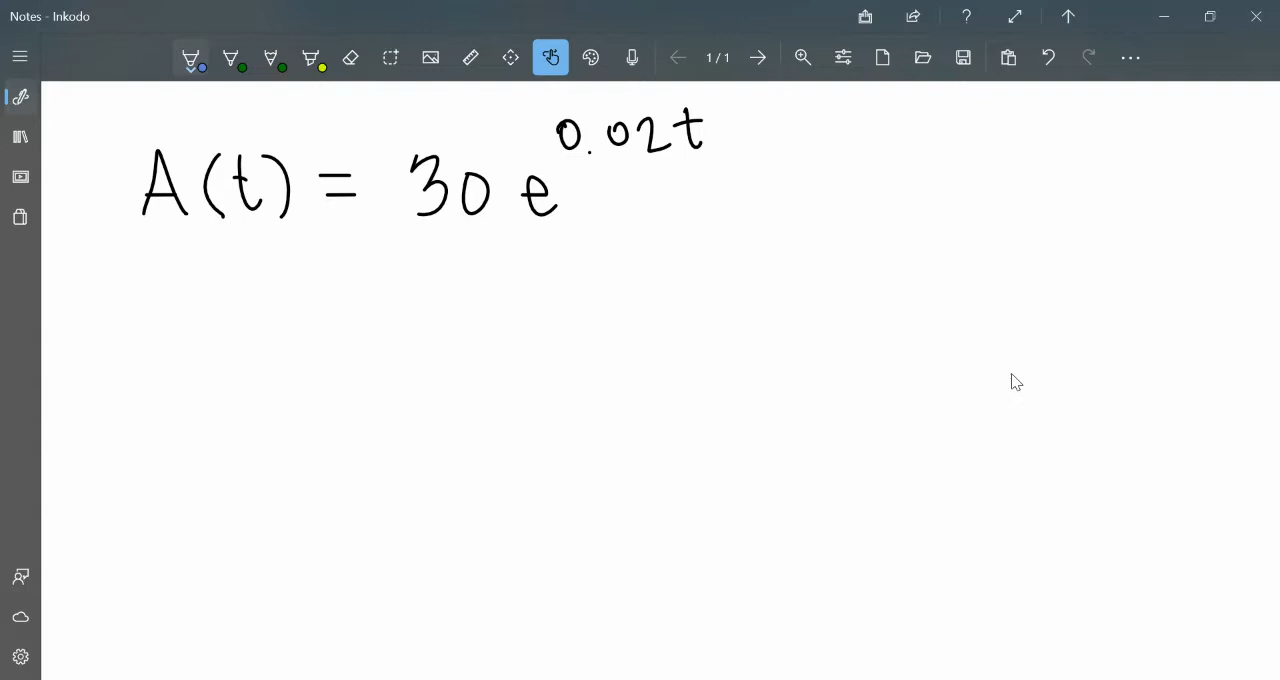 Notes - Inkodo
1/1
A(t) = 30 e^0.02t